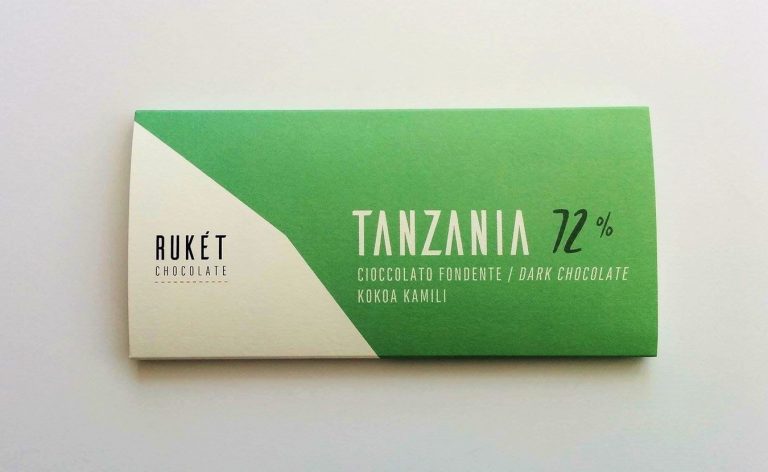 RUKÉT
CHOCOLATE
TANZANIA 72%
CIOCCOLATO FONDENTE / DARK CHOCOLATE
KOKOA KAMILI